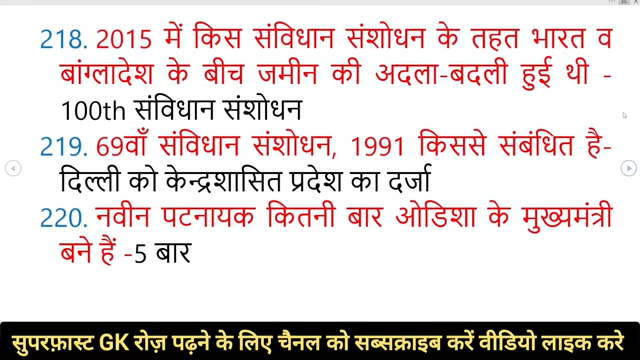 218. 2015 में किस संविधान संशोधन के तहत भारत व
बांग्लादेश के बीच जमीन की अदला-बदली हुई थी -
100th संविधान संशोधन
219. 69वाँ संविधान संशोधन, 1991 किससे संबंधित है-
दिल्ली को केन्द्रशासित प्रदेश का दर्जा
220. नवीन पटनायक कितनी बार ओडिशा के मुख्यमंत्री
बने हैं -5 बार
सुपरफ़ास्ट GK रोज़ पढ़ने के लिए चैनल को सब्सक्राइब करें वीडियो लाइक करे